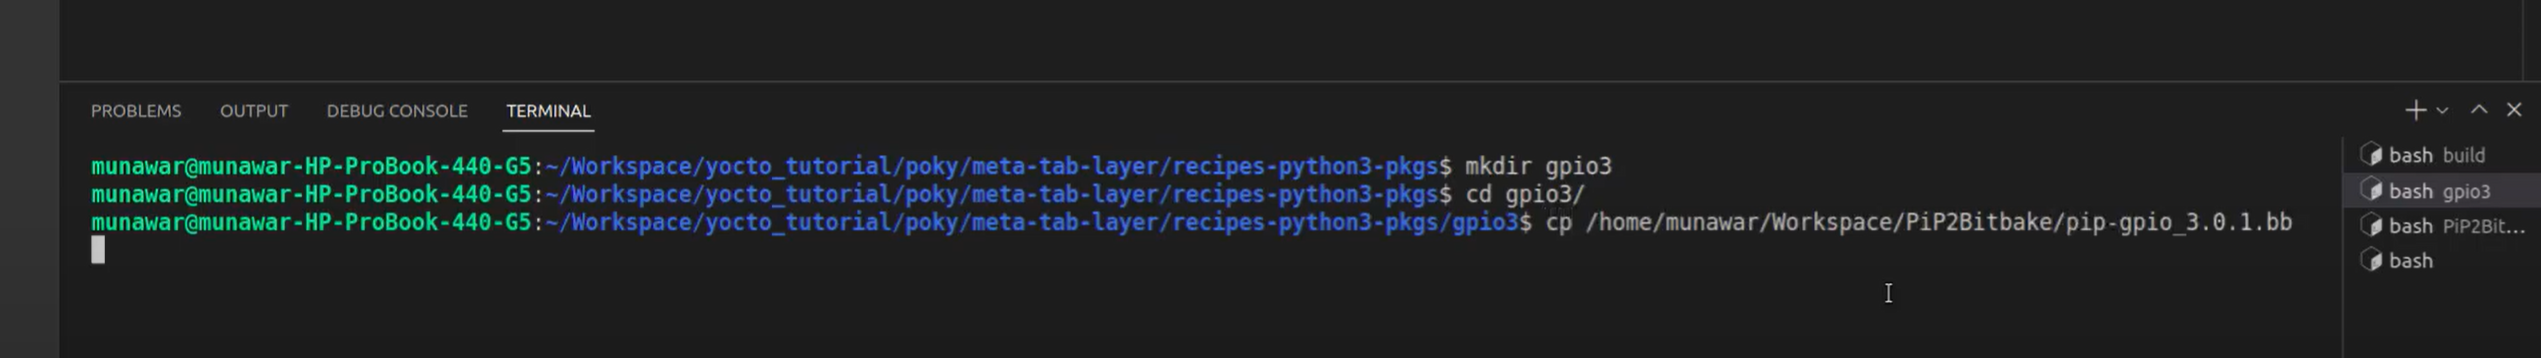 PROBLEMS OUTPUT DEBUG CONSOLE TERMINAL
munawar@munawar-HP-ProBook-440-G5:~/Workspace/yocto_tutorial/poky/meta-tab-layer/recipes-python3-pkgs$ mkdir gpio3
munawar@munawar-HP-ProBook-440-G5:~/Workspace/yocto_tutorial/poky/meta-tab-layer/recipes-python3-pkgs$ cd gpio3/
munawar@munawar-HP-ProBook-440-G5:~/Workspace/yocto_tutorial/poky/meta-tab-layer/recipes-python3-pkgs/gpio3$ cp /home/munawar/Workspace/PiP2Bitbake/pip-gpio_3.0.1.bb
bash build
bash gpio3
bash PiP2Bit...
bash